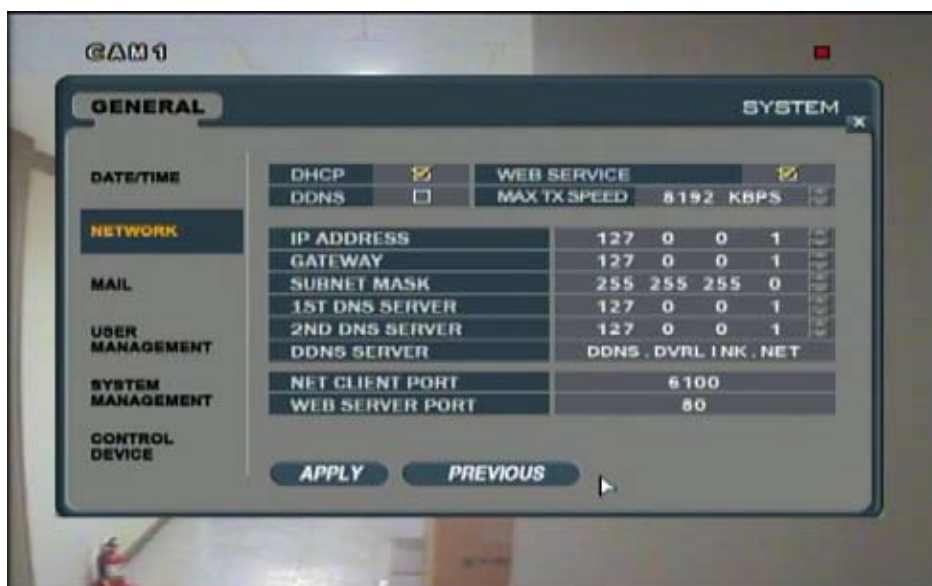 CAM 1
GENERAL
SYSTEM
DATE/TIME
NETWORK
MAIL
USER
MANAGEMENT
SYSTEM
MANAGEMENT
CONTROL
DEVICE
DHCP
WEB SERVICE
DDNS
MAX TX SPEED 8192 KBPS
IP ADDRESS 127 0 0 1
GATEWAY 127 0 0 1
SUBNET MASK 255 255 255 0
1ST DNS SERVER 127 0 0 1
2ND DNS SERVER 127 0 0 1
DDNS SERVER DDNS.DVRLINK.NET
NET CLIENT PORT 6100
WEB SERVER PORT 80
APPLY
PREVIOUS